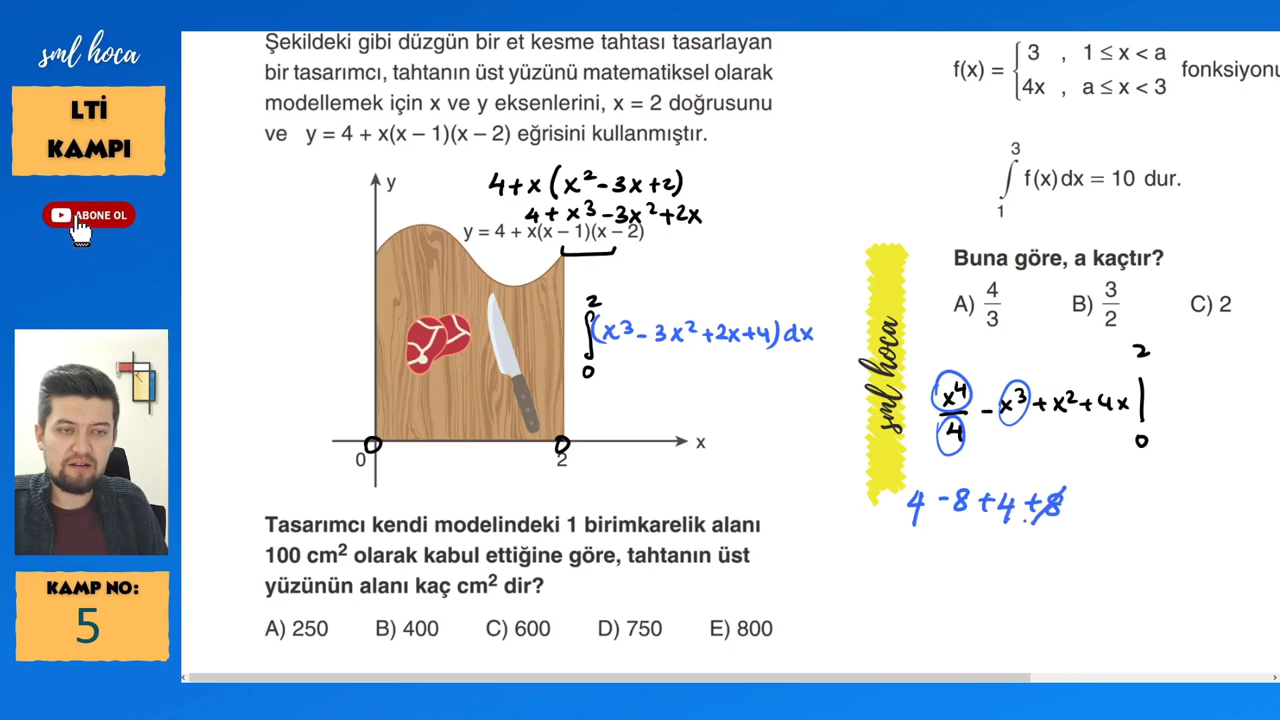 sml hoca
LTİ
KAMPI
ABONE OL
KAMP NO:
5
Şekildeki gibi düzgün bir et kesme tahtası tasarlayan
bir tasarımcı, tahtanın üst yüzünü matematiksel olarak
modellemek için x ve y eksenlerini, x = 2 doğrusunu
ve y = 4 + x(x – 1)(x – 2) eğrisini kullanmıştır.
y
4+x(x²-3x+2)
4+x³-3x²+2x
y = 4 + x(x – 1)(x – 2)
2
∫(x³-3x²+2x+4)dx
0
x
0 0 2
Tasarımcı kendi modelindeki 1 birimkarelik alanı
100 cm² olarak kabul ettiğine göre, tahtanın üst
yüzünün alanı kaç cm² dir?
A) 250 B) 400 C) 600 D) 750 E) 800
sml hoca
f(x) = { 3 , 1 ≤ x < a
4x , a ≤ x < 3 fonksiyonu
3
∫ f(x) dx = 10 dur.
1
Buna göre, a kaçtır?
A) 4/3 B) 3/2 C) 2
x⁴/4 - x³ + x² + 4x | 2 0
4 -8 +4 +8